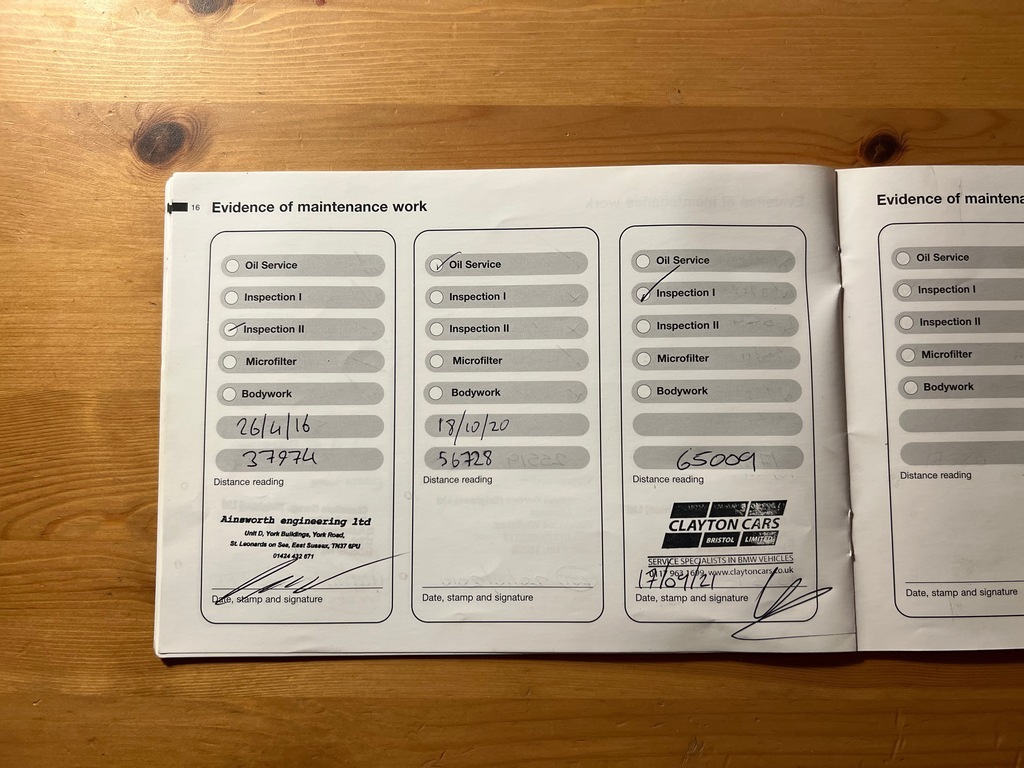 16 Evidence of maintenance work
Oil Service
Inspection I
Inspection II
Microfilter
Bodywork
26/4/16
37974
Distance reading
Ainsworth engineering ltd
Unit D, York Buildings, York Road,
St. Leonards on Sea, East Sussex, TN37 6PU
01424 432 671
Date, stamp and signature
Oil Service
Inspection I
Inspection II
Microfilter
Bodywork
18/10/20
56728
Distance reading
Date, stamp and signature
Oil Service
Inspection I
Inspection II
Microfilter
Bodywork
65009
Distance reading
CLAYTON CARS
BRISTOL LIMITED
SERVICE SPECIALISTS IN BMW VEHICLES
www.claytoncars.co.uk
17/09/21
Date, stamp and signature
Evidence of maintena
Oil Service
Inspection I
Inspection II
Microfilter
Bodywork
Distance reading
Date, stamp and signature